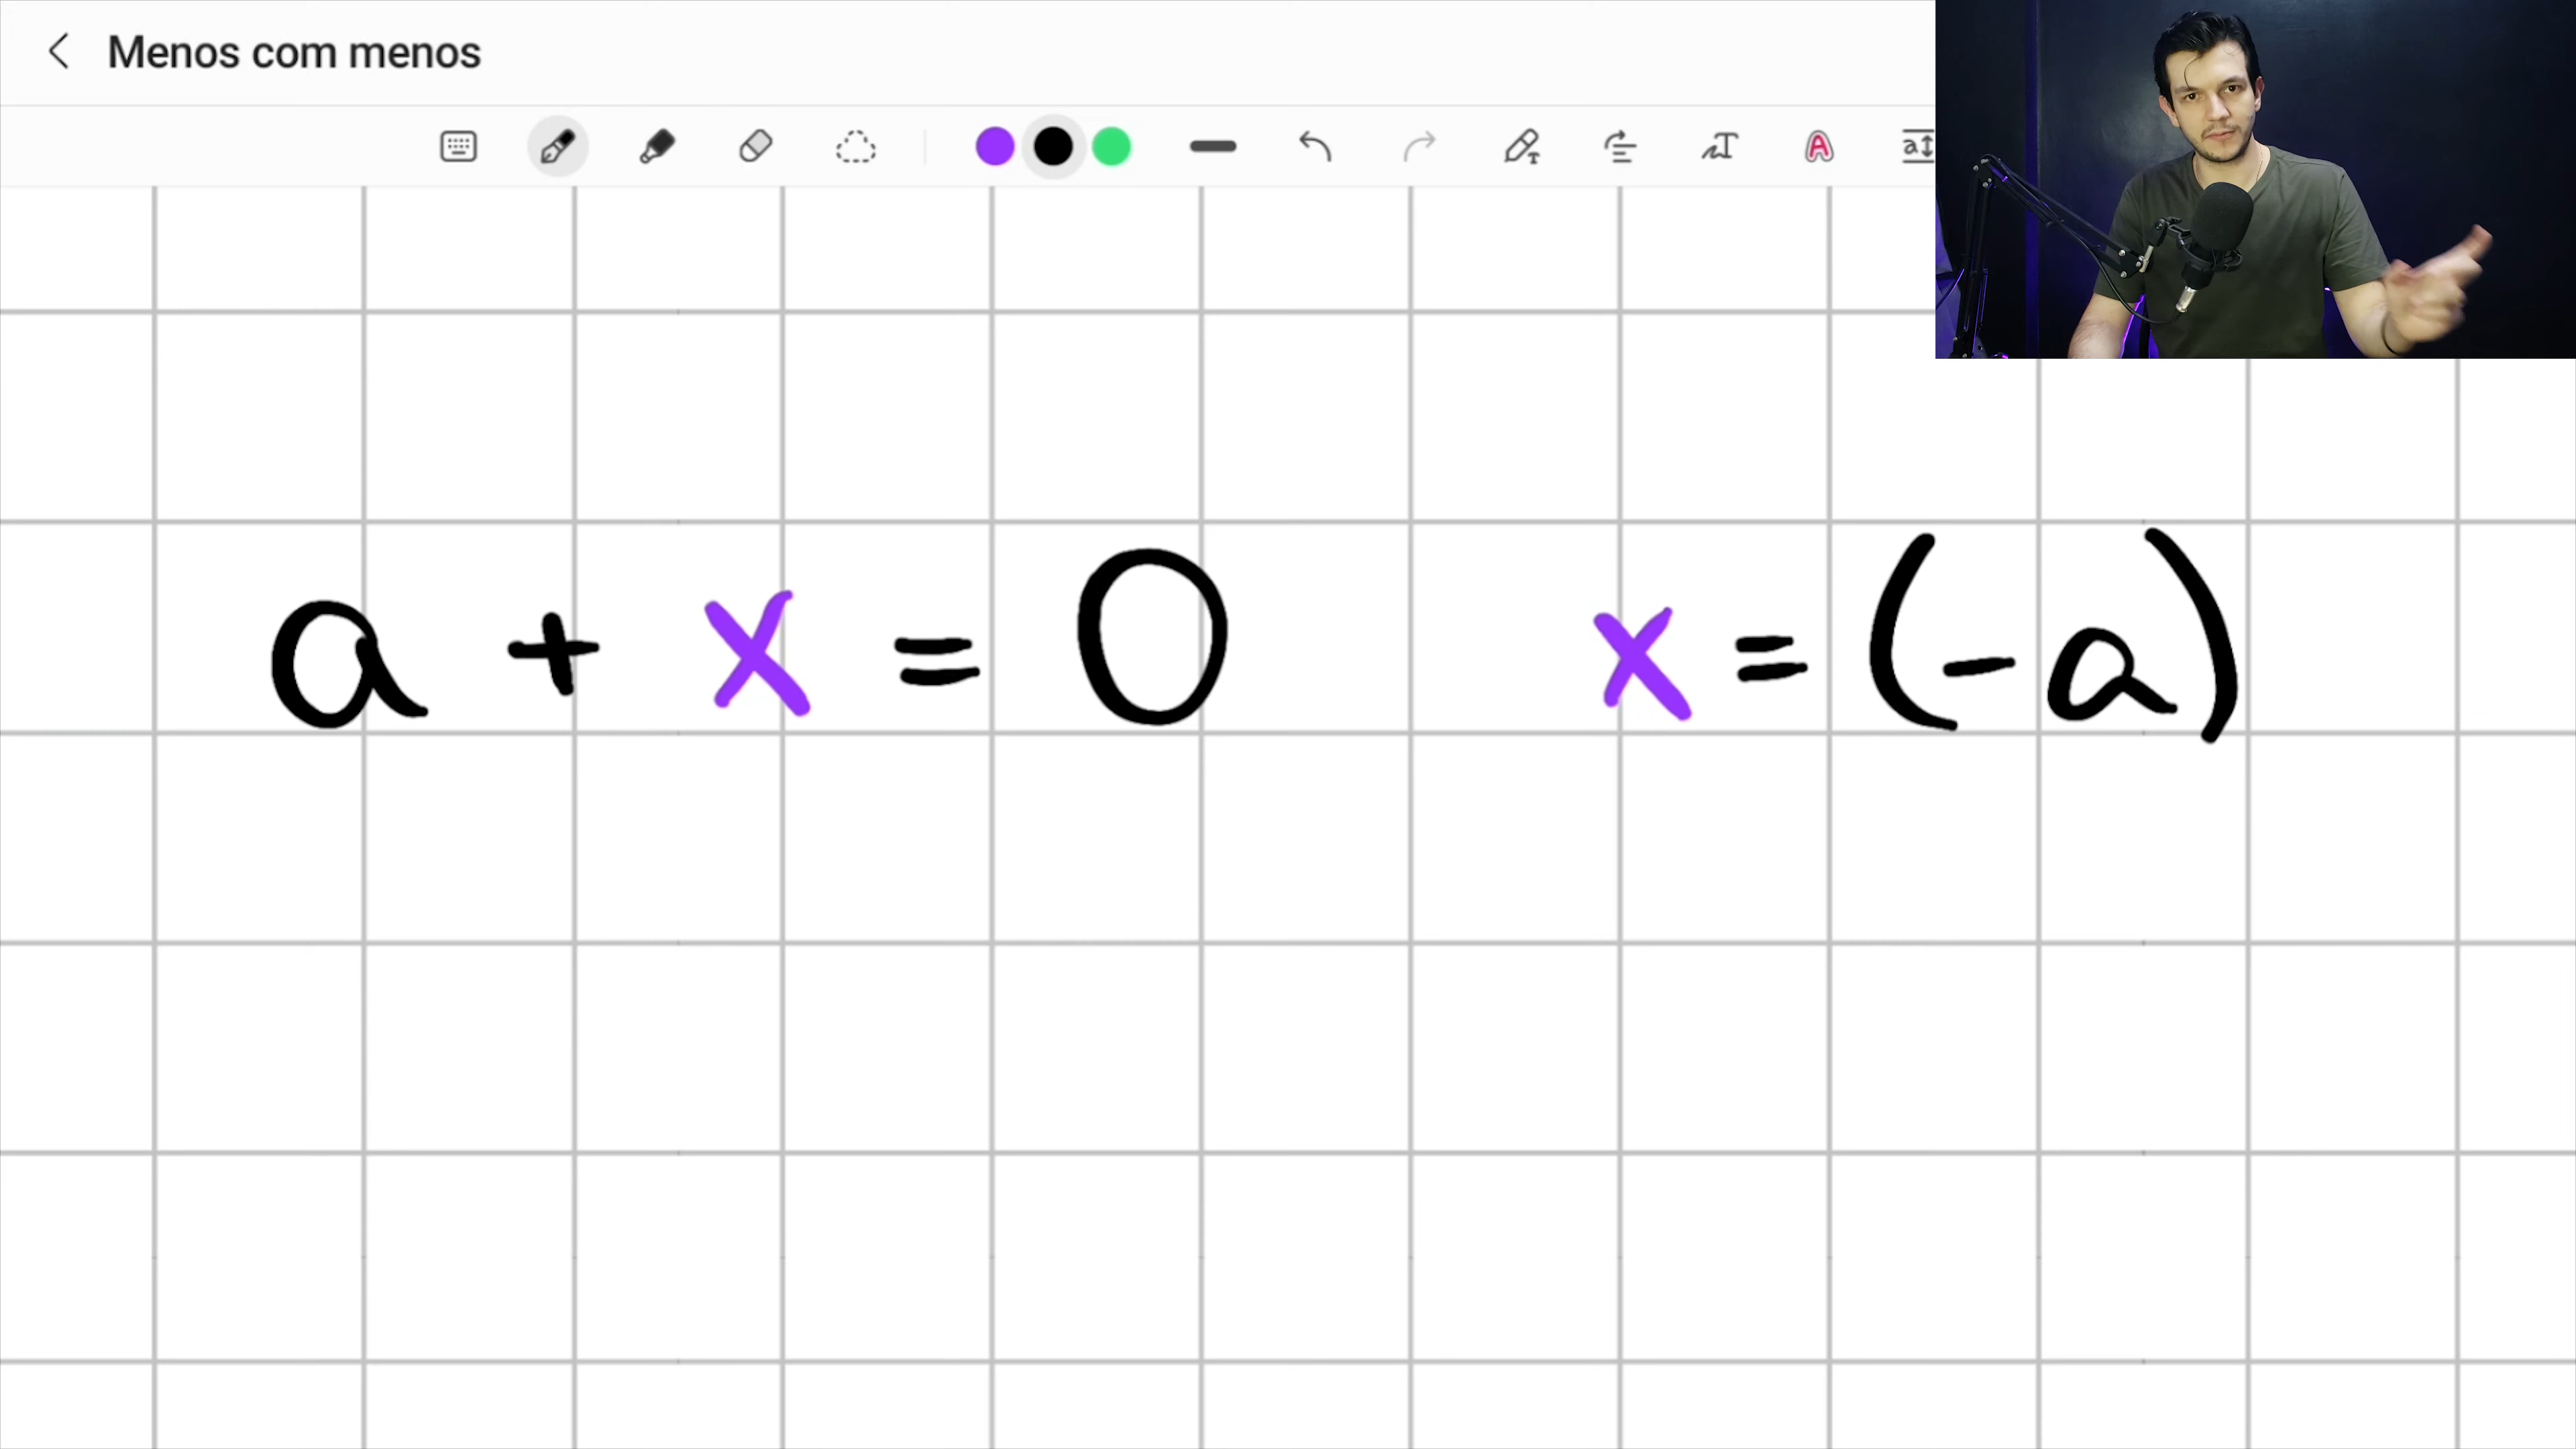 Menos com menos
a + x = 0
x = (-a)